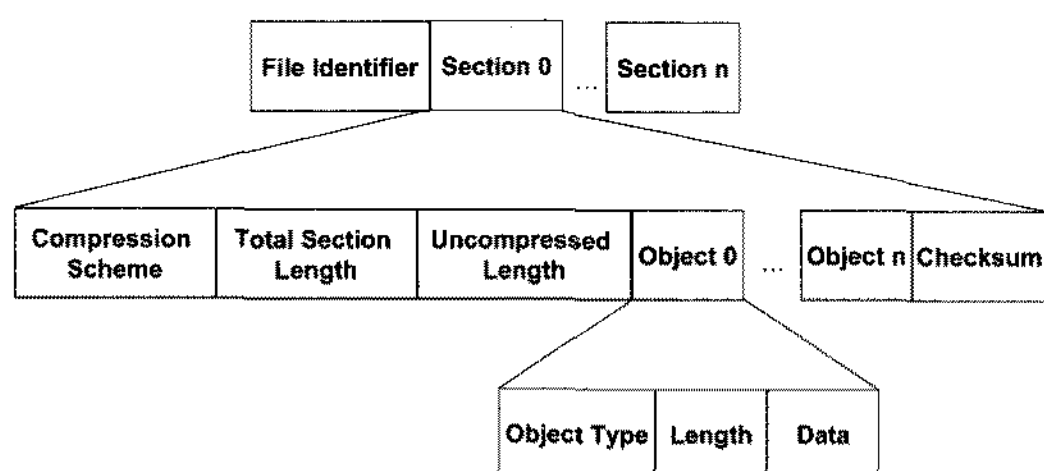 File Identifier Section 0 ... Section n
Compression Scheme Total Section Length Uncompressed Length Object 0 ... Object n Checksum
Object Type Length Data